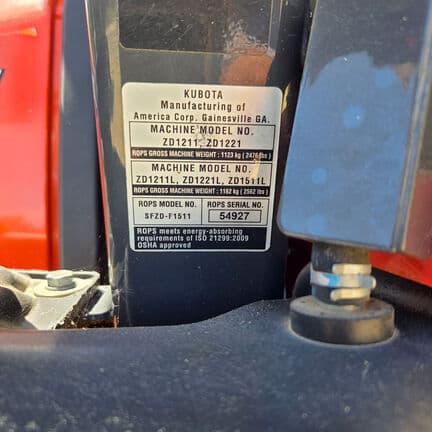 KUBOTA
Manufacturing of
America Corp. Gainesville GA.
MACHINE MODEL NO.
ZD1211, ZD1221
ROPS GROSS MACHINE WEIGHT : 1123 kg ( 2476 lbs )
MACHINE MODEL NO.
ZD1211L, ZD1221L, ZD1511L
ROPS GROSS MACHINE WEIGHT : 1162 kg ( 2562 lbs )
ROPS MODEL NO. ROPS SERIAL NO.
SFZD-F1511 54927
ROPS meets energy-absorbing
requirements of ISO 21299:2009
OSHA approved